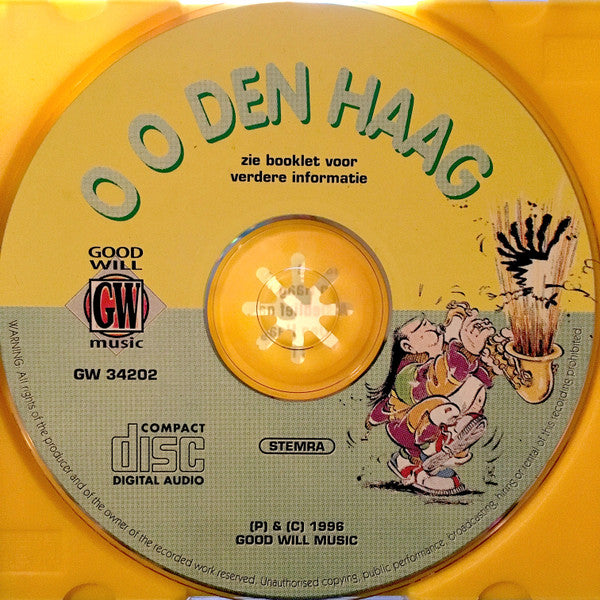 O O DEN HAAG
zie booklet voor
verdere informatie
GOOD
WILL
GW
music
GW 34202
COMPACT
disc
DIGITAL AUDIO
STEMRA
(P) & (C) 1996
GOOD WILL MUSIC
WARNING. All rights of the producer and of the owner of the recorded work reserved. Unauthorised copying, public performance, broadcasting, hiring or rental of this recording prohibited.